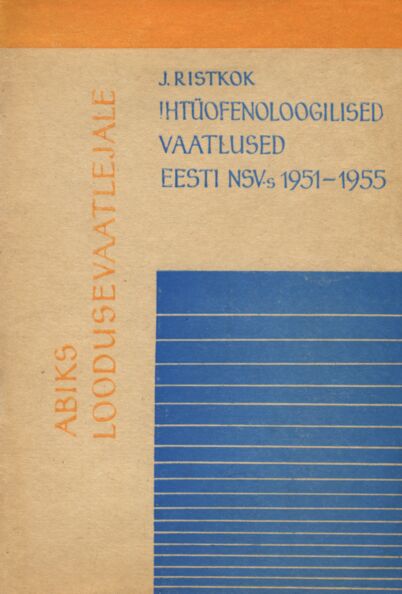 J. RISTKOK
IHTÜOFENOLOOGILISED
VAATLUSED
EESTI NSV-s 1951–1955
ABIKS
LOODUSEVAATLEJALE